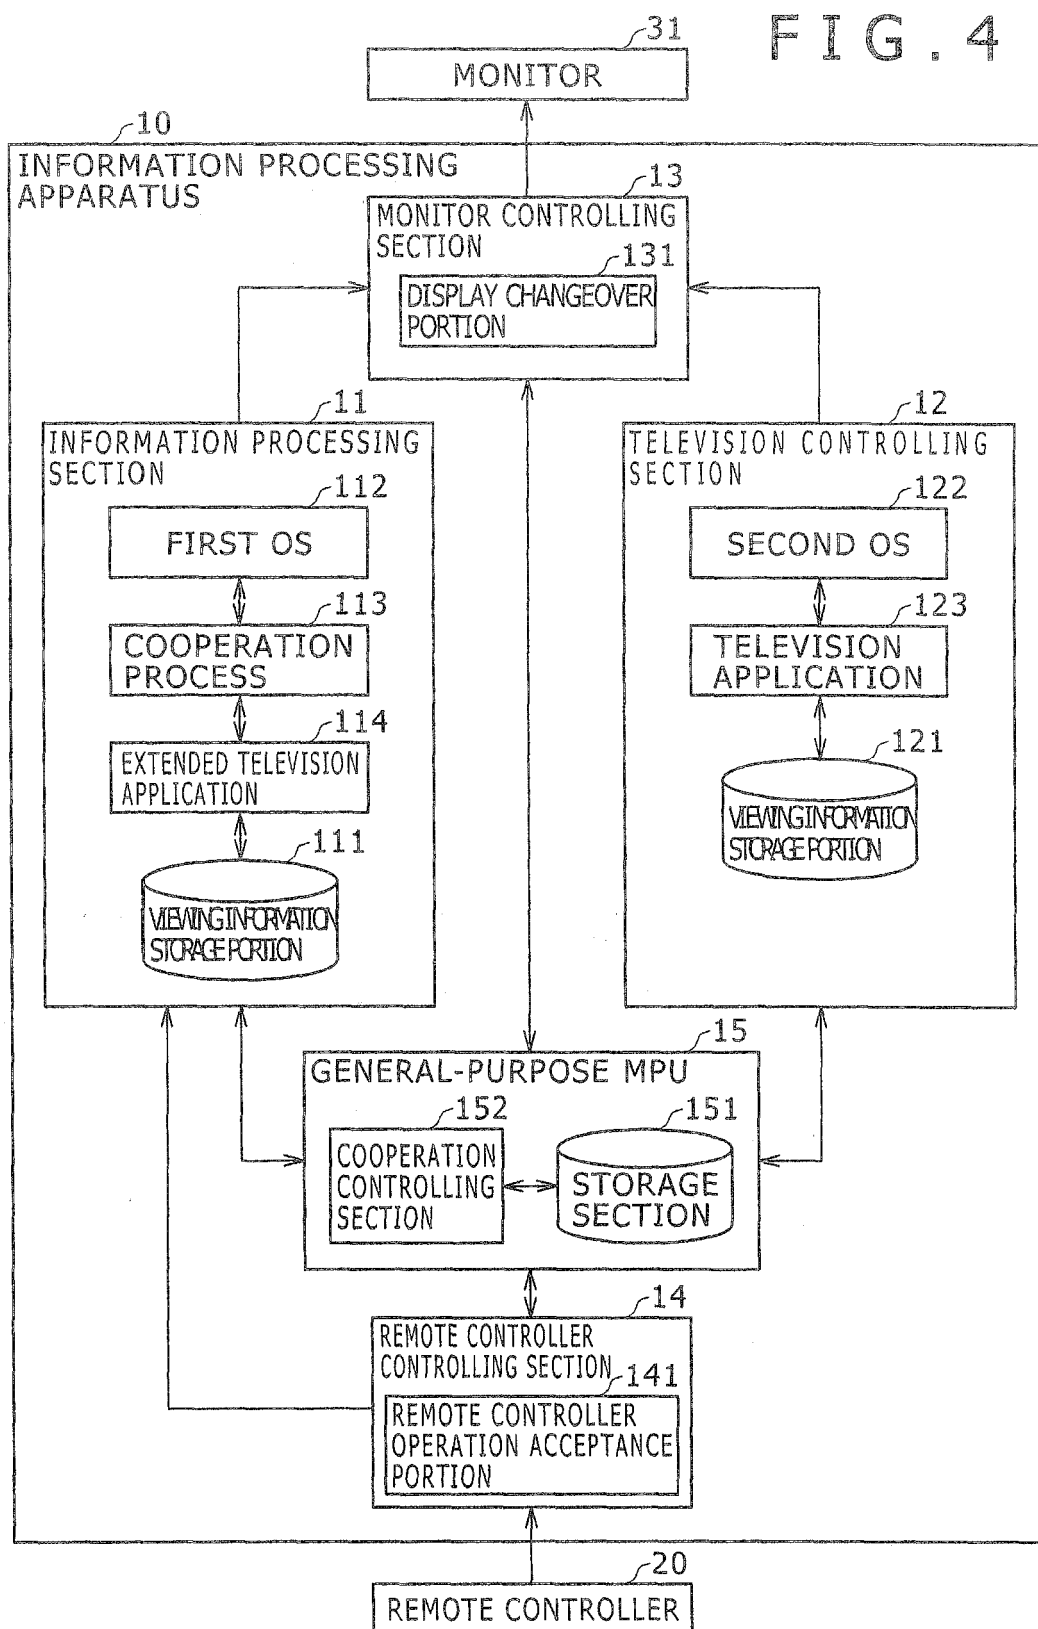 FIG.4
31
MONITOR
10
INFORMATION PROCESSING
APPARATUS
13
MONITOR CONTROLLING
SECTION
131
DISPLAY CHANGEOVER
PORTION
11
INFORMATION PROCESSING
SECTION
112
FIRST OS
113
COOPERATION
PROCESS
114
EXTENDED TELEVISION
APPLICATION
111
VIEWING INFORMATION
STORAGE PORTION
12
TELEVISION CONTROLLING
SECTION
122
SECOND OS
123
TELEVISION
APPLICATION
121
VIEWING INFORMATION
STORAGE PORTION
15
GENERAL-PURPOSE MPU
152
COOPERATION
CONTROLLING
SECTION
151
STORAGE
SECTION
14
REMOTE CONTROLLER
CONTROLLING SECTION
141
REMOTE CONTROLLER
OPERATION ACCEPTANCE
PORTION
20
REMOTE CONTROLLER